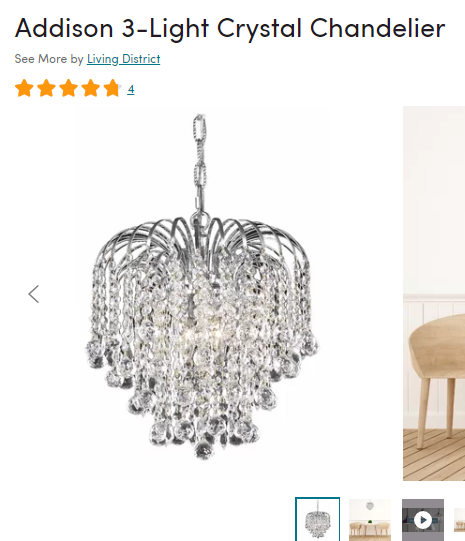 Addison 3-Light Crystal Chandelier
See More by Living District
4